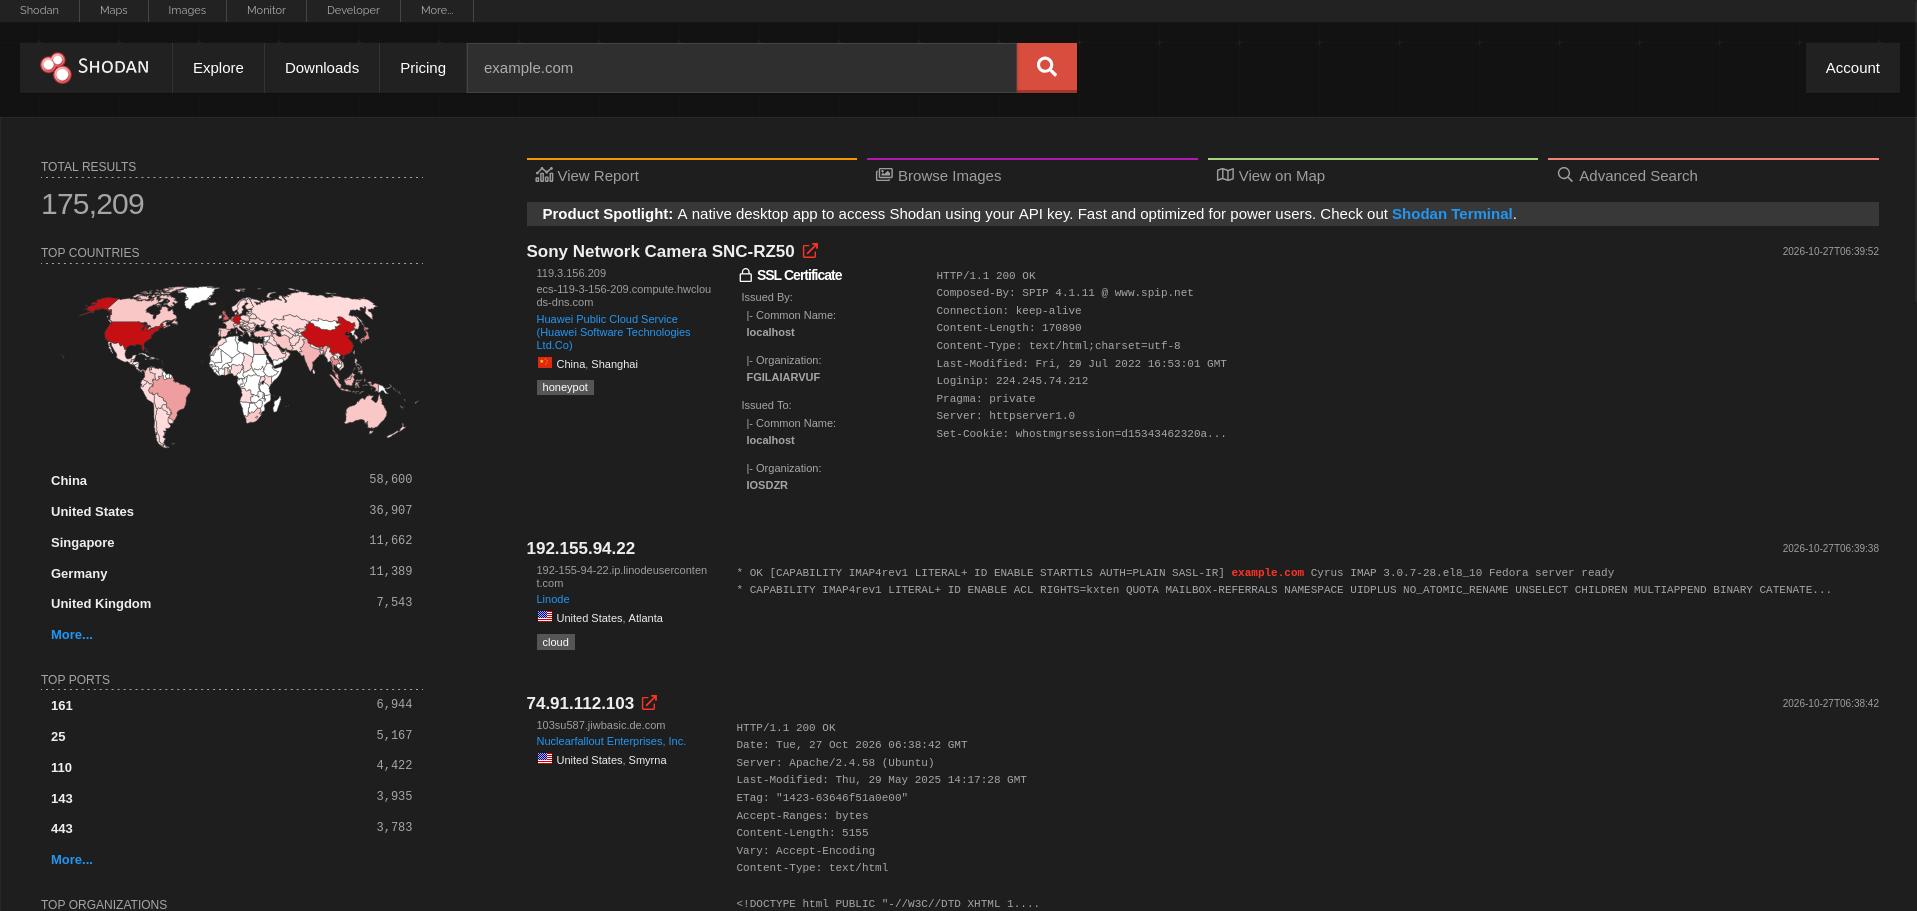 Shodan
Maps
Images
Monitor
Developer
More...
SHODAN
Explore
Downloads
Pricing
example.com
Account
TOTAL RESULTS
175,209
TOP COUNTRIES
China 58,600
United States 36,907
Singapore 11,662
Germany 11,389
United Kingdom 7,543
More...
TOP PORTS
161 6,944
25 5,167
110 4,422
143 3,935
443 3,783
More...
TOP ORGANIZATIONS
View Report
Browse Images
View on Map
Advanced Search
Product Spotlight: A native desktop app to access Shodan using your API key. Fast and optimized for power users. Check out Shodan Terminal.
Sony Network Camera SNC-RZ50
2026-10-27T06:39:52
119.3.156.209
ecs-119-3-156-209.compute.hwclou
ds-dns.com
Huawei Public Cloud Service
(Huawei Software Technologies
Ltd.Co)
China, Shanghai
honeypot
SSL Certificate
Issued By:
|- Common Name:
localhost
|- Organization:
FGILAIARVUF
Issued To:
|- Common Name:
localhost
|- Organization:
IOSDZR
HTTP/1.1 200 OK
Composed-By: SPIP 4.1.11 @ www.spip.net
Connection: keep-alive
Content-Length: 170890
Content-Type: text/html;charset=utf-8
Last-Modified: Fri, 29 Jul 2022 16:53:01 GMT
Loginip: 224.245.74.212
Pragma: private
Server: httpserver1.0
Set-Cookie: whostmgrsession=d15343462320a...
192.155.94.22
2026-10-27T06:39:38
192-155-94-22.ip.linodeuserconten
t.com
Linode
United States, Atlanta
cloud
* OK [CAPABILITY IMAP4rev1 LITERAL+ ID ENABLE STARTTLS AUTH=PLAIN SASL-IR] example.com Cyrus IMAP 3.0.7-28.el8_10 Fedora server ready
* CAPABILITY IMAP4rev1 LITERAL+ ID ENABLE ACL RIGHTS=kxten QUOTA MAILBOX-REFERRALS NAMESPACE UIDPLUS NO_ATOMIC_RENAME UNSELECT CHILDREN MULTIAPPEND BINARY CATENATE...
74.91.112.103
2026-10-27T06:38:42
103su587.jiwbasic.de.com
Nuclearfallout Enterprises, Inc.
United States, Smyrna
HTTP/1.1 200 OK
Date: Tue, 27 Oct 2026 06:38:42 GMT
Server: Apache/2.4.58 (Ubuntu)
Last-Modified: Thu, 29 May 2025 14:17:28 GMT
ETag: "1423-63646f51a0e00"
Accept-Ranges: bytes
Content-Length: 5155
Vary: Accept-Encoding
Content-Type: text/html
<!DOCTYPE html PUBLIC "-//W3C//DTD XHTML 1....